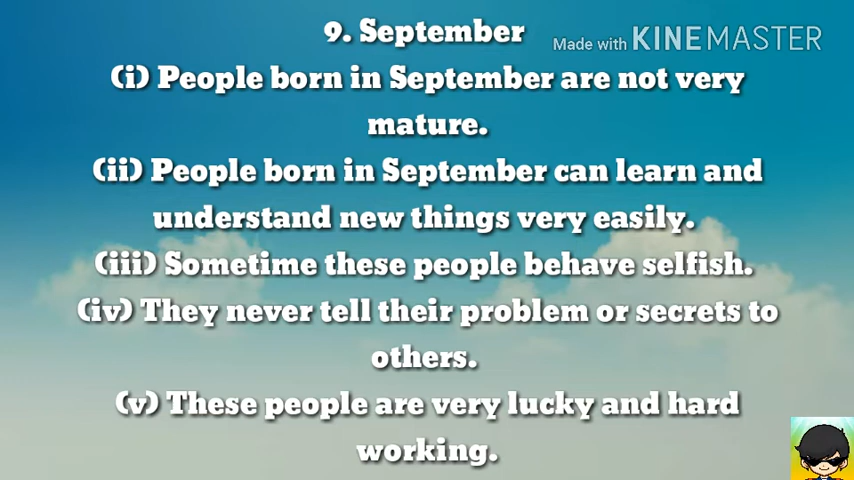 9. September
Made with KINEMASTER
(i) People born in September are not very
mature.
(ii) People born in September can learn and
understand new things very easily.
(iii) Sometime these people behave selfish.
(iv) They never tell their problem or secrets to
others.
(v) These people are very lucky and hard
working.